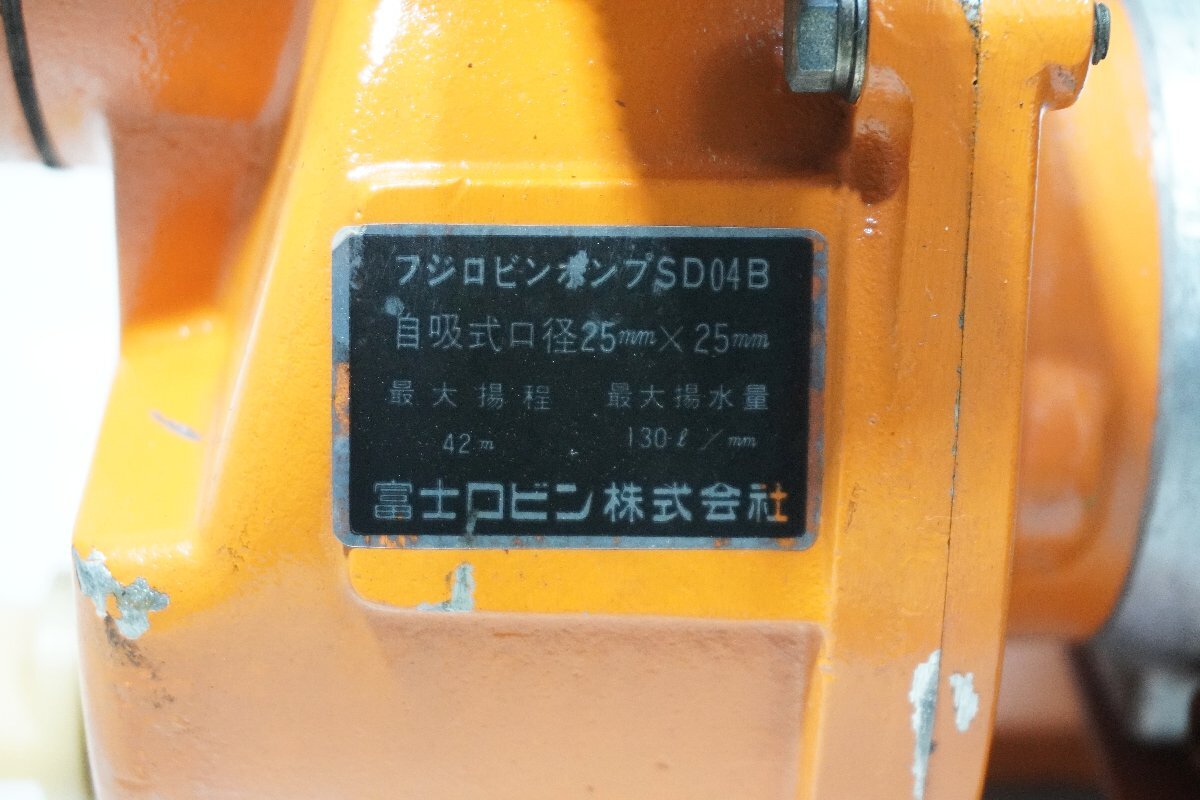 フジロビンポンプSD04B
自吸式口径25mm×25mm
最大揚程 最大揚水量
42m 130ℓ/mm
富士ロビン株式会社